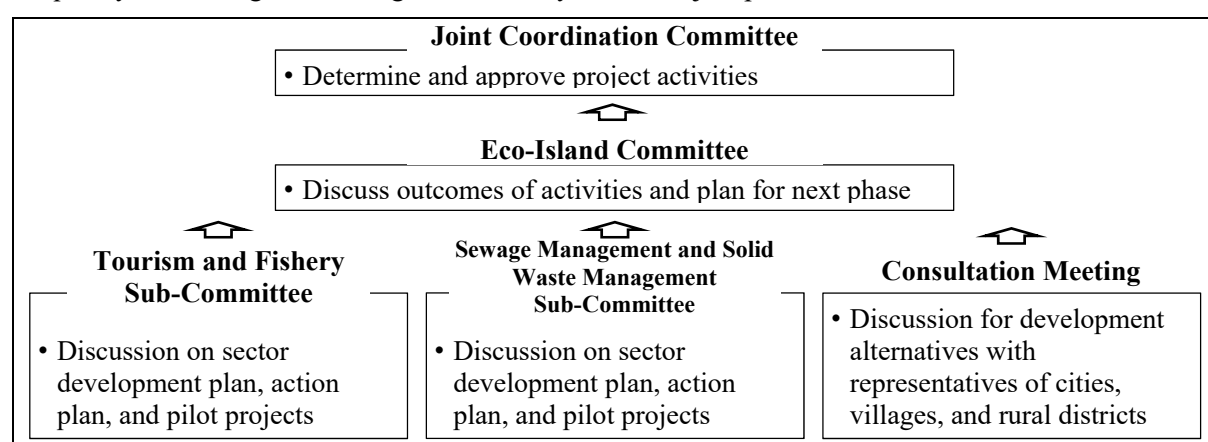 Joint Coordination Committee
• Determine and approve project activities
Eco-Island Committee
• Discuss outcomes of activities and plan for next phase
Tourism and Fishery
Sub-Committee
• Discussion on sector
development plan, action
plan, and pilot projects
Sewage Management and Solid
Waste Management
Sub-Committee
• Discussion on sector
development plan, action
plan, and pilot projects
Consultation Meeting
• Discussion for development
alternatives with
representatives of cities,
villages, and rural districts